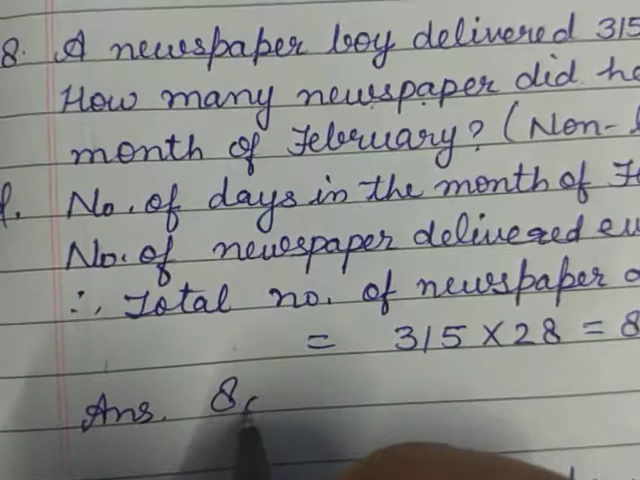 8. A newspaper boy delivered 315
How many newspaper did
month of February? (Non-
No. of days in the month of
No. of newspaper delivered
∴ Total no. of newspaper
= 315 × 28 = 8
Ans. 8